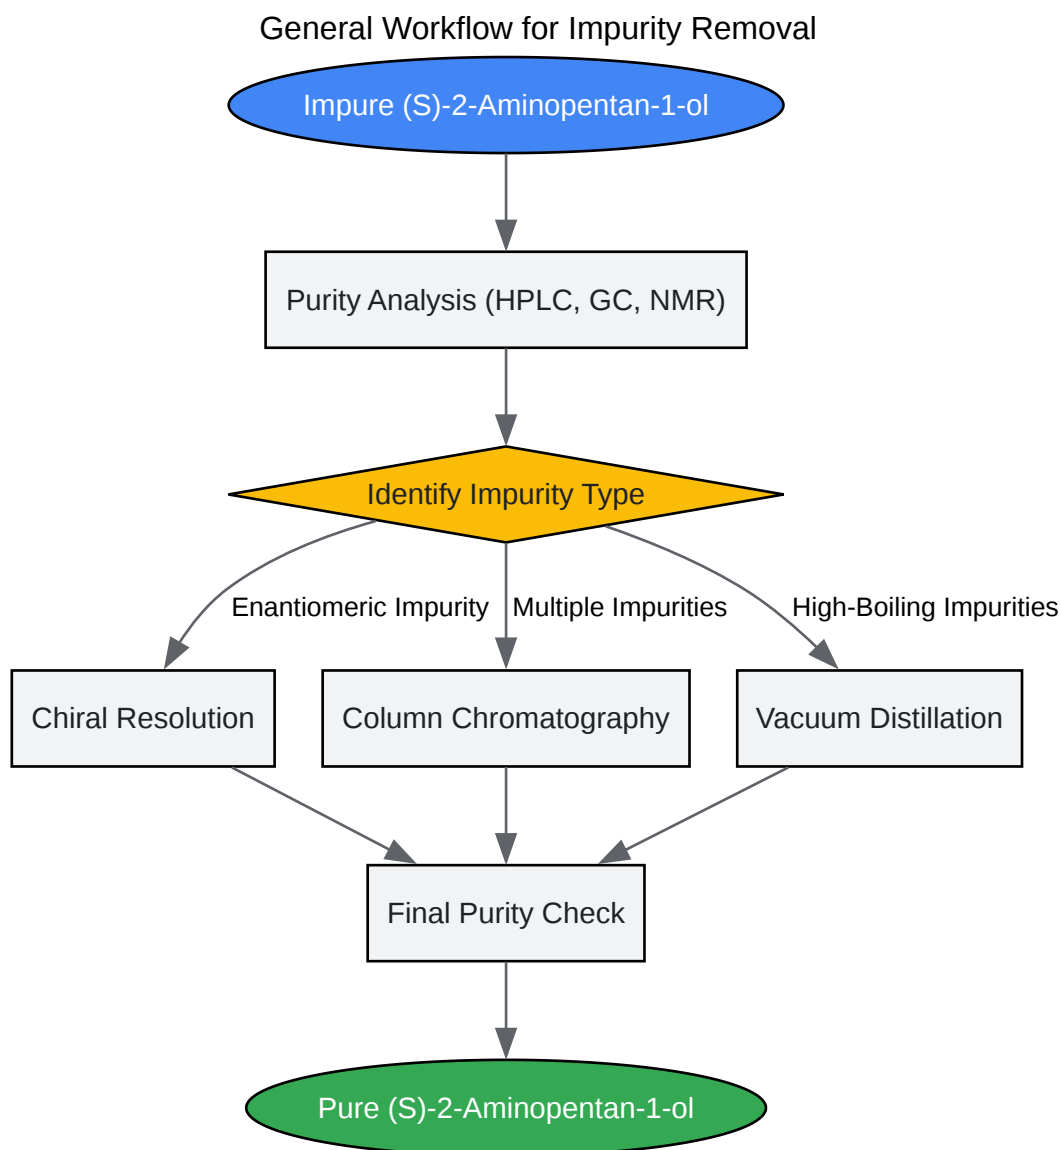 General Workflow for Impurity Removal
Impure (S)-2-Aminopentan-1-ol
Purity Analysis (HPLC, GC, NMR)
Identify Impurity Type
Enantiomeric Impurity
Multiple Impurities
High-Boiling Impurities
Chiral Resolution
Column Chromatography
Vacuum Distillation
Final Purity Check
Pure (S)-2-Aminopentan-1-ol